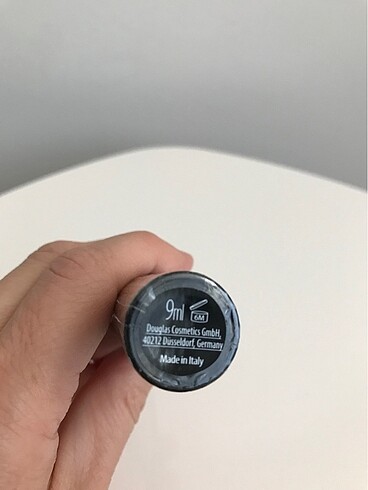 9ml 6M
Douglas Cosmetics GmbH,
40212 Düsseldorf, Germany
Made in Italy